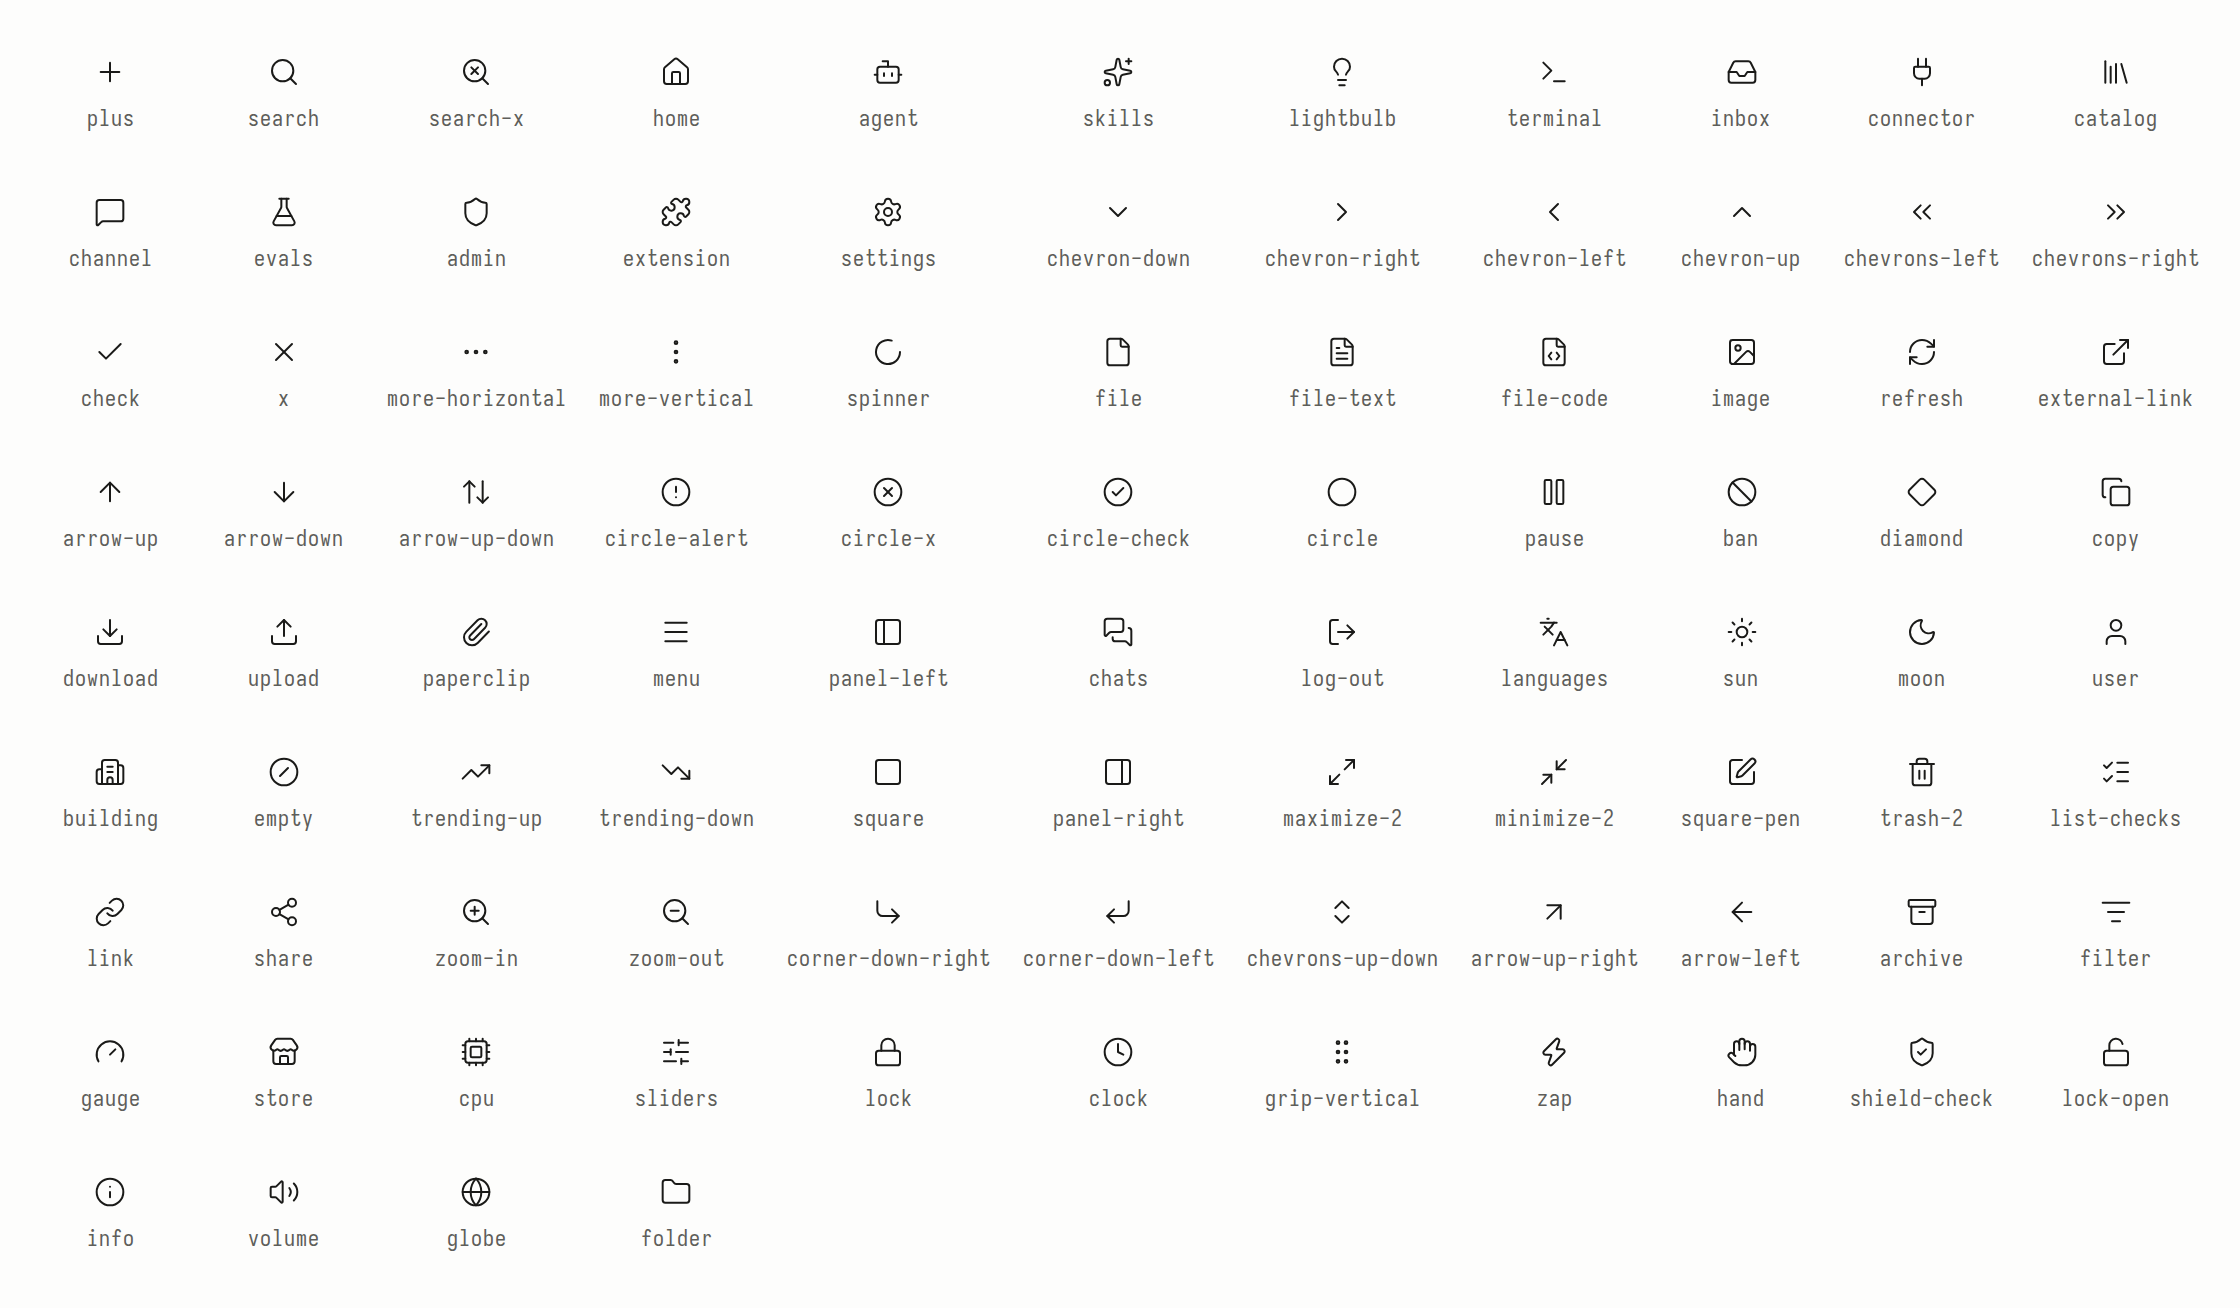 plus search search-x home agent skills lightbulb terminal inbox connector catalog
channel evals admin extension settings chevron-down chevron-right chevron-left chevron-up chevrons-left chevrons-right
check x more-horizontal more-vertical spinner file file-text file-code image refresh external-link
arrow-up arrow-down arrow-up-down circle-alert circle-x circle-check circle pause ban diamond copy
download upload paperclip menu panel-left chats log-out languages sun moon user
building empty trending-up trending-down square panel-right maximize-2 minimize-2 square-pen trash-2 list-checks
link share zoom-in zoom-out corner-down-right corner-down-left chevrons-up-down arrow-up-right arrow-left archive filter
gauge store cpu sliders lock clock grip-vertical zap hand shield-check lock-open
info volume globe folder